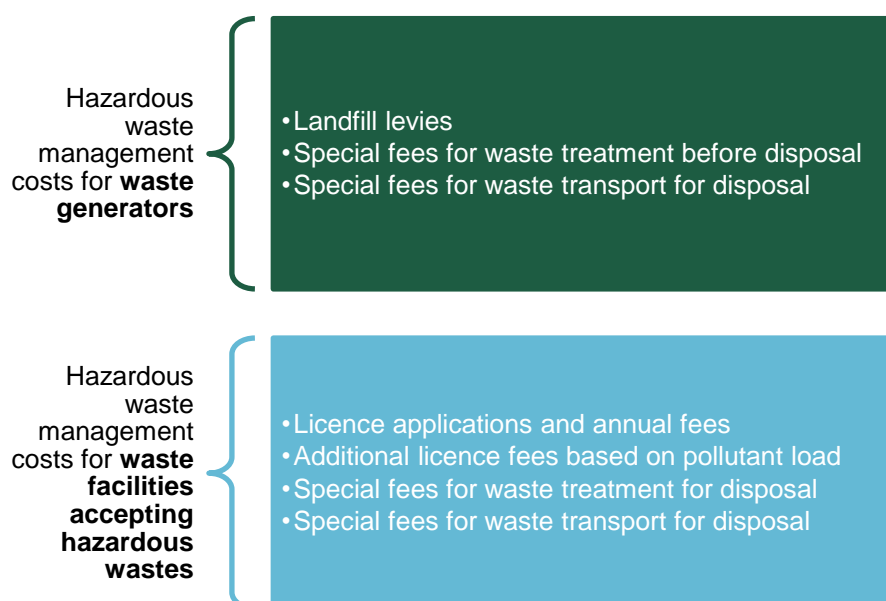 Hazardous
waste
management
costs for waste
generators
•Landfill levies
•Special fees for waste treatment before disposal
•Special fees for waste transport for disposal
Hazardous
waste
management
costs for waste
facilities
accepting
hazardous
wastes
•Licence applications and annual fees
•Additional licence fees based on pollutant load
•Special fees for waste treatment for disposal
•Special fees for waste transport for disposal